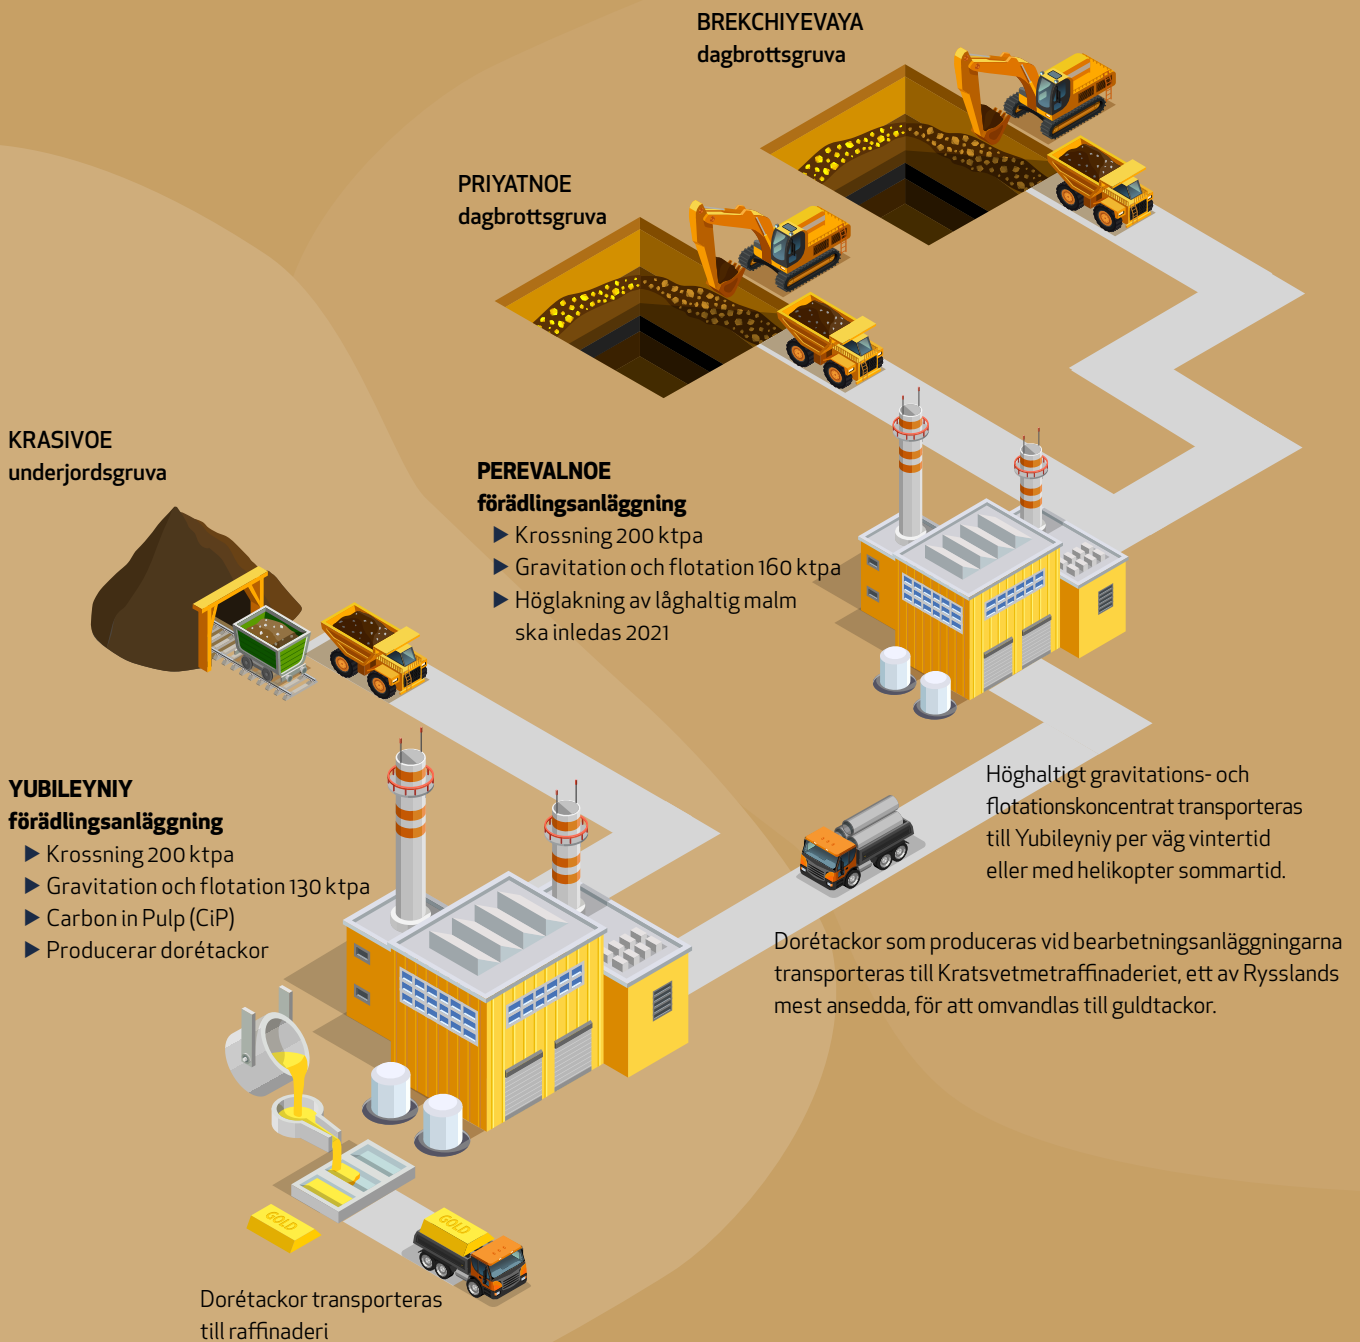 BREKCHIYEVAYA
dagbrottsgruva
PRIYATNOE
dagbrottsgruva
KRASIVOE
underjordsgruva
PEREVALNOE
förädlingsanläggning
▶ Krossning 200 ktpa
▶ Gravitation och flotation 160 ktpa
▶ Höglakning av låghaltig malm
ska inledas 2021
YUBILEYNIY
förädlingsanläggning
▶ Krossning 200 ktpa
▶ Gravitation och flotation 130 ktpa
▶ Carbon in Pulp (CiP)
▶ Producerar dorétackor
Höghaltigt gravitations- och
flotationskoncentrat transporteras
till Yubileyniy per väg vintertid
eller med helikopter sommartid.
Dorétackor som produceras vid bearbetningsanläggningarna
transporteras till Kratsvetmetraffinaderiet, ett av Rysslands
mest ansedda, för att omvandlas till guldtackor.
GOLD
GOLD
Dorétackor transporteras
till raffinaderi